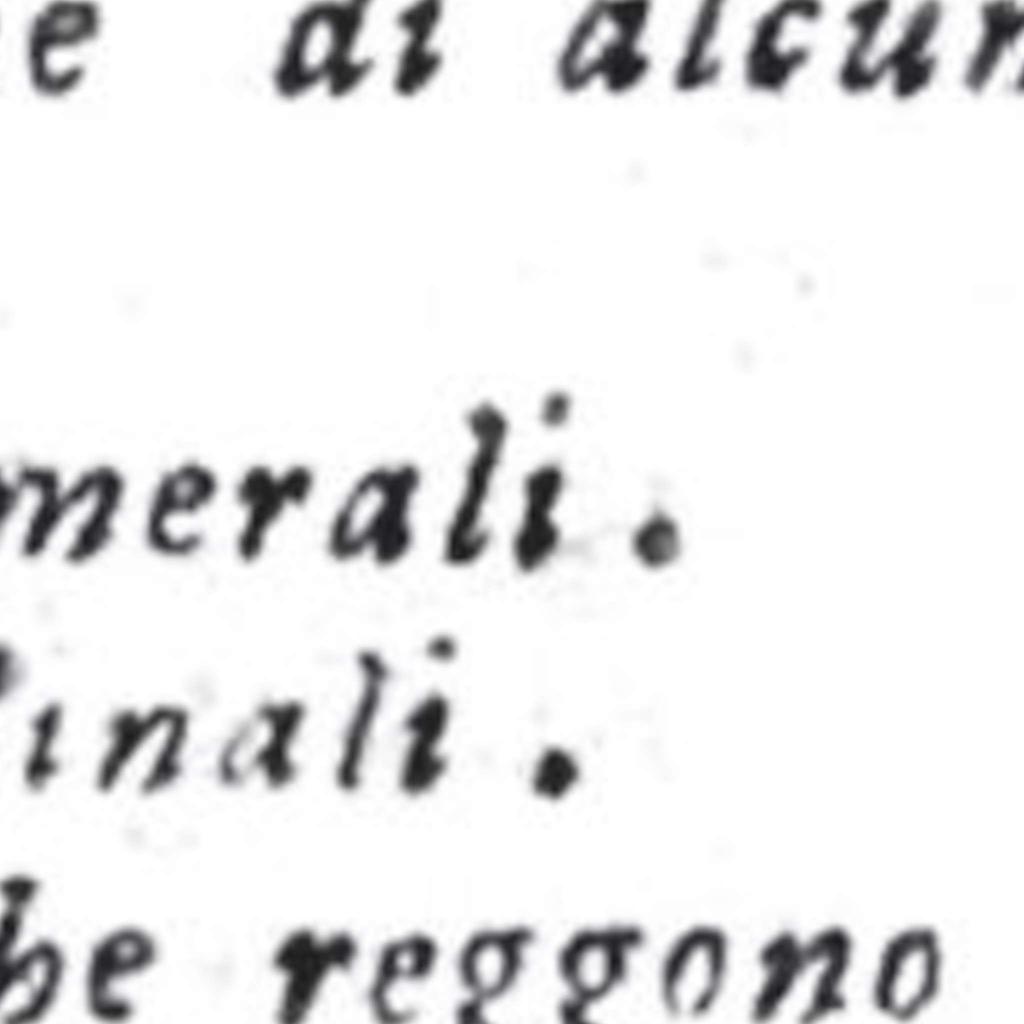 e di alcun
merali.
inali.
he reggono